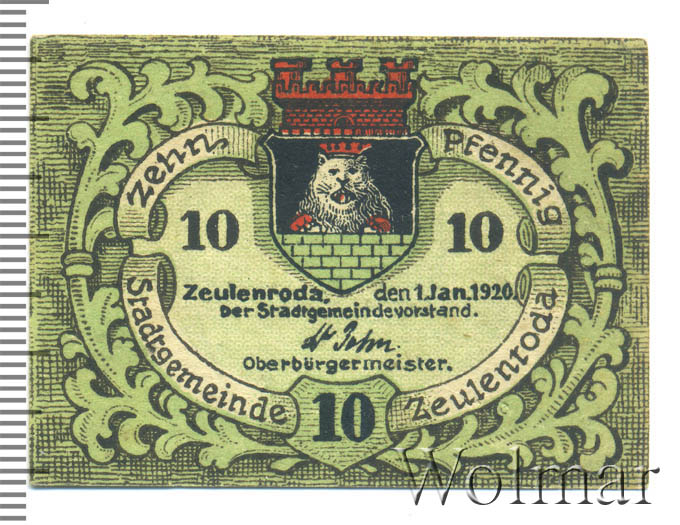 Zehn Pfennig
10 10
Zeulenroda, den 1. Jan. 1920.
Der Stadtgemeindevorstand.
Oberbürgermeister.
Stadtgemeinde Zeulenroda
10
Wolmar